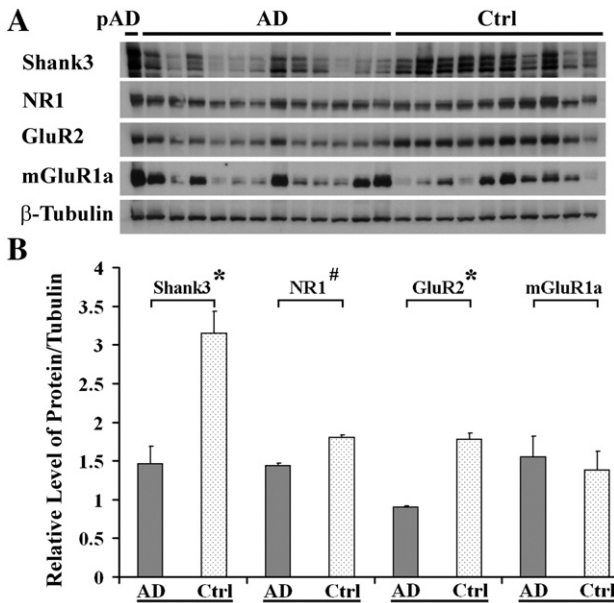 A pAD AD Ctrl
Shank3
NR1
GluR2
mGluR1a
β-Tubulin
B
Relative Level of Protein/Tubulin
4
3.5
3
2.5
2
1.5
1
0.5
0
Shank3 * NR1 # GluR2 * mGluR1a
AD Ctrl AD Ctrl AD Ctrl AD Ctrl